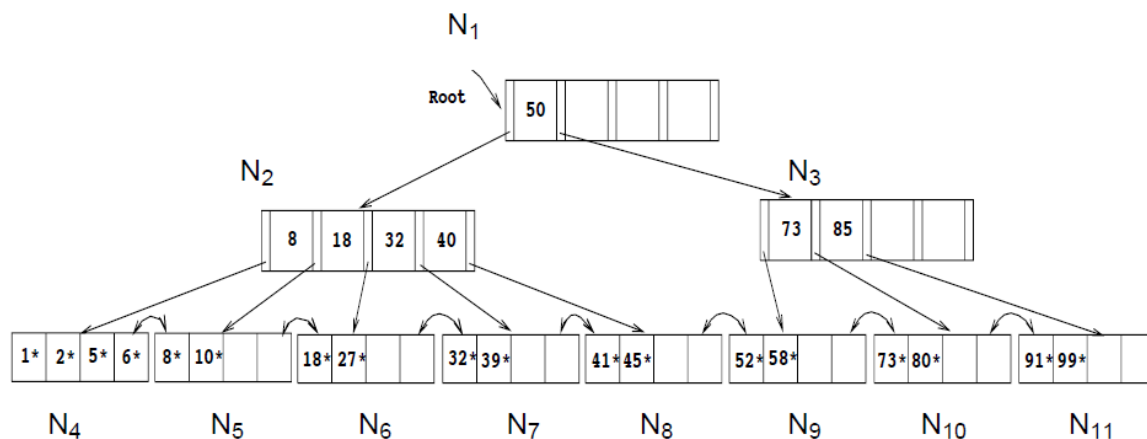 N₁
Root 50
N₂ N₃
8 18 32 40 73 85
1* 2* 5* 6* 8* 10* 18* 27* 32* 39* 41* 45* 52* 58* 73* 80* 91* 99*
N₄ N₅ N₆ N₇ N₈ N₉ N₁₀ N₁₁